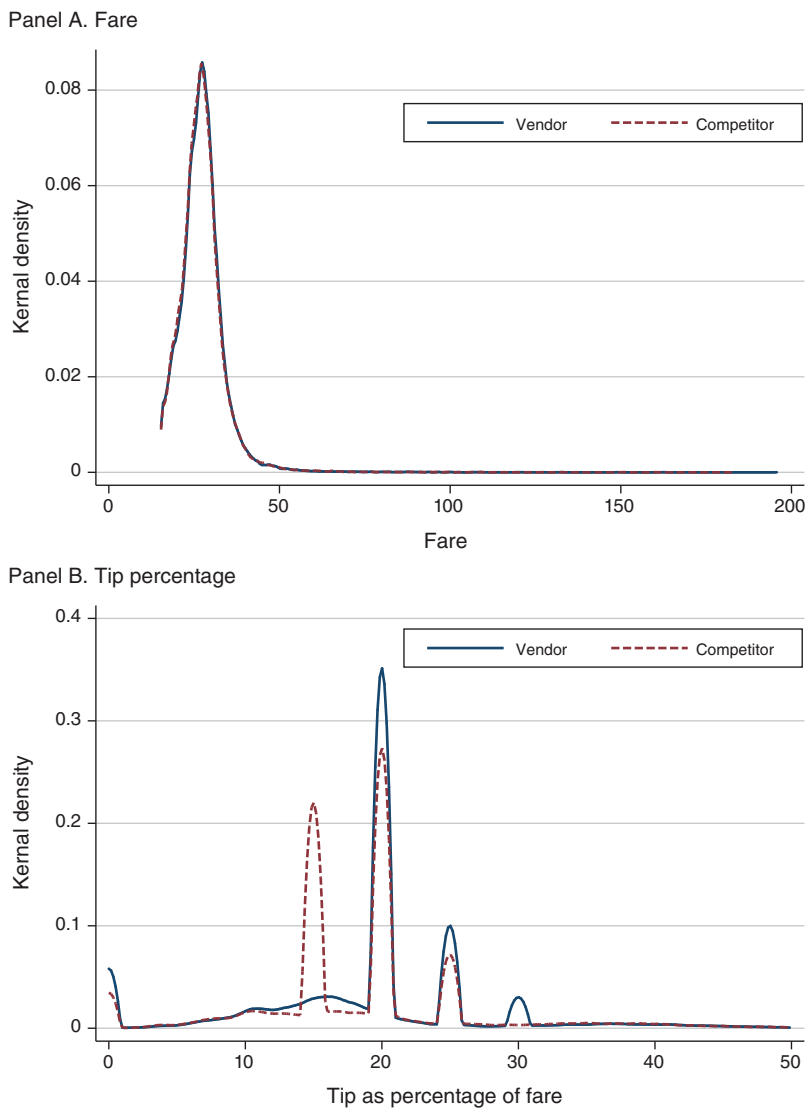 Panel A. Fare
0.08
0.06
0.04
0.02
0
Kernal density
Vendor
Competitor
0
50
100
150
200
Fare
Panel B. Tip percentage
0.4
0.3
0.2
0.1
0
Kernal density
Vendor
Competitor
0
10
20
30
40
50
Tip as percentage of fare